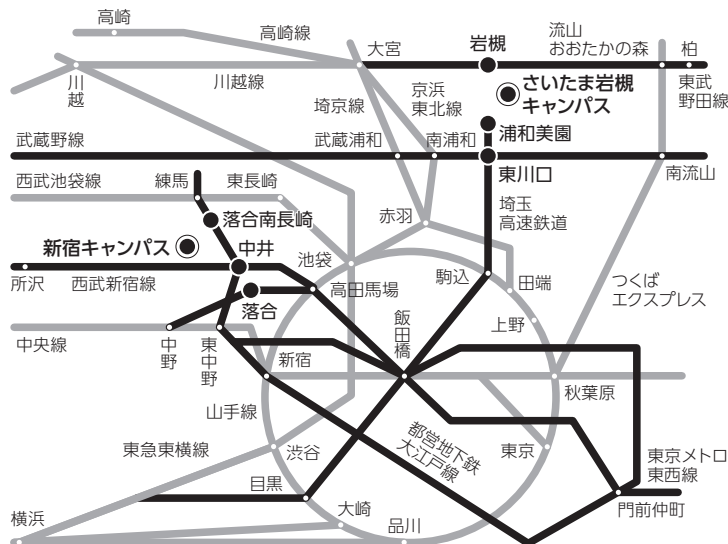 高崎
高崎線
大宮
岩槻
流山
おおたかの森
柏
川越
川越線
埼京線
京浜
東北線
さいたま岩槻
キャンパス
東武
野田線
浦和美園
武蔵野線
武蔵浦和
南浦和
東川口
南流山
西武池袋線
練馬
東長崎
落合南長崎
赤羽
埼玉
高速鉄道
新宿キャンパス
中井
池袋
駒込
田端
つくば
エクスプレス
所沢
西武新宿線
高田馬場
落合
上野
飯田橋
中央線
中野
東中野
新宿
秋葉原
山手線
東急東横線
渋谷
都営地下鉄
大江戸線
東京
東京メトロ
東西線
目黒
門前仲町
大崎
横浜
品川